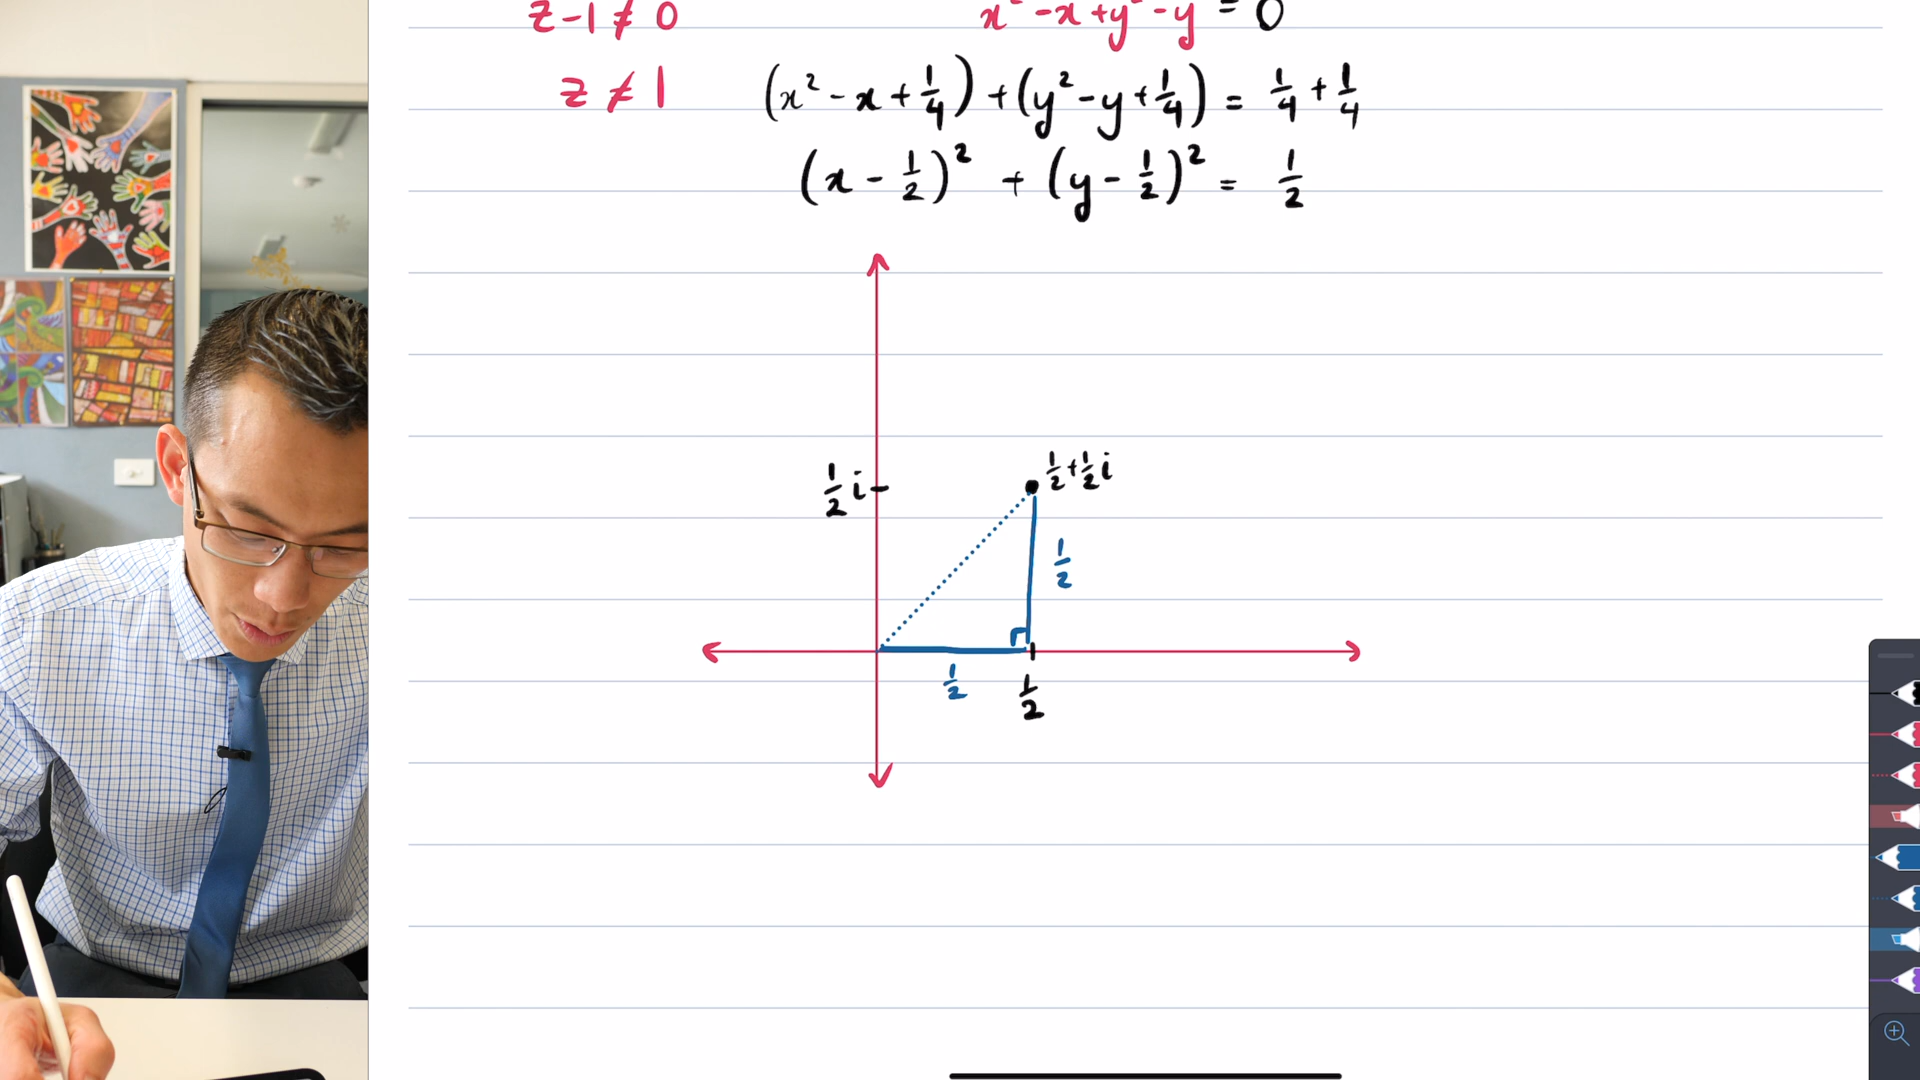 z-1 ≠ 0
x² - x + y² - y = 0
z ≠ 1
(x² - x + 1/4) + (y² - y + 1/4) = 1/4 + 1/4
(x - 1/2)² + (y - 1/2)² = 1/2
1/2 i
1/2 + 1/2 i
1/2
1/2
1/2